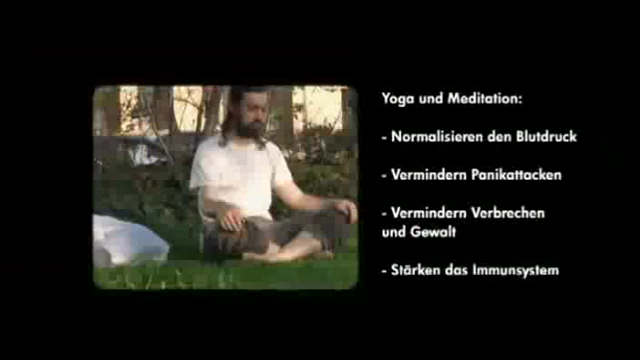 Yoga und Meditation:
- Normalisieren den Blutdruck
- Vermindern Panikattacken
- Vermindern Verbrechen
und Gewalt
- Stärken das Immunsystem